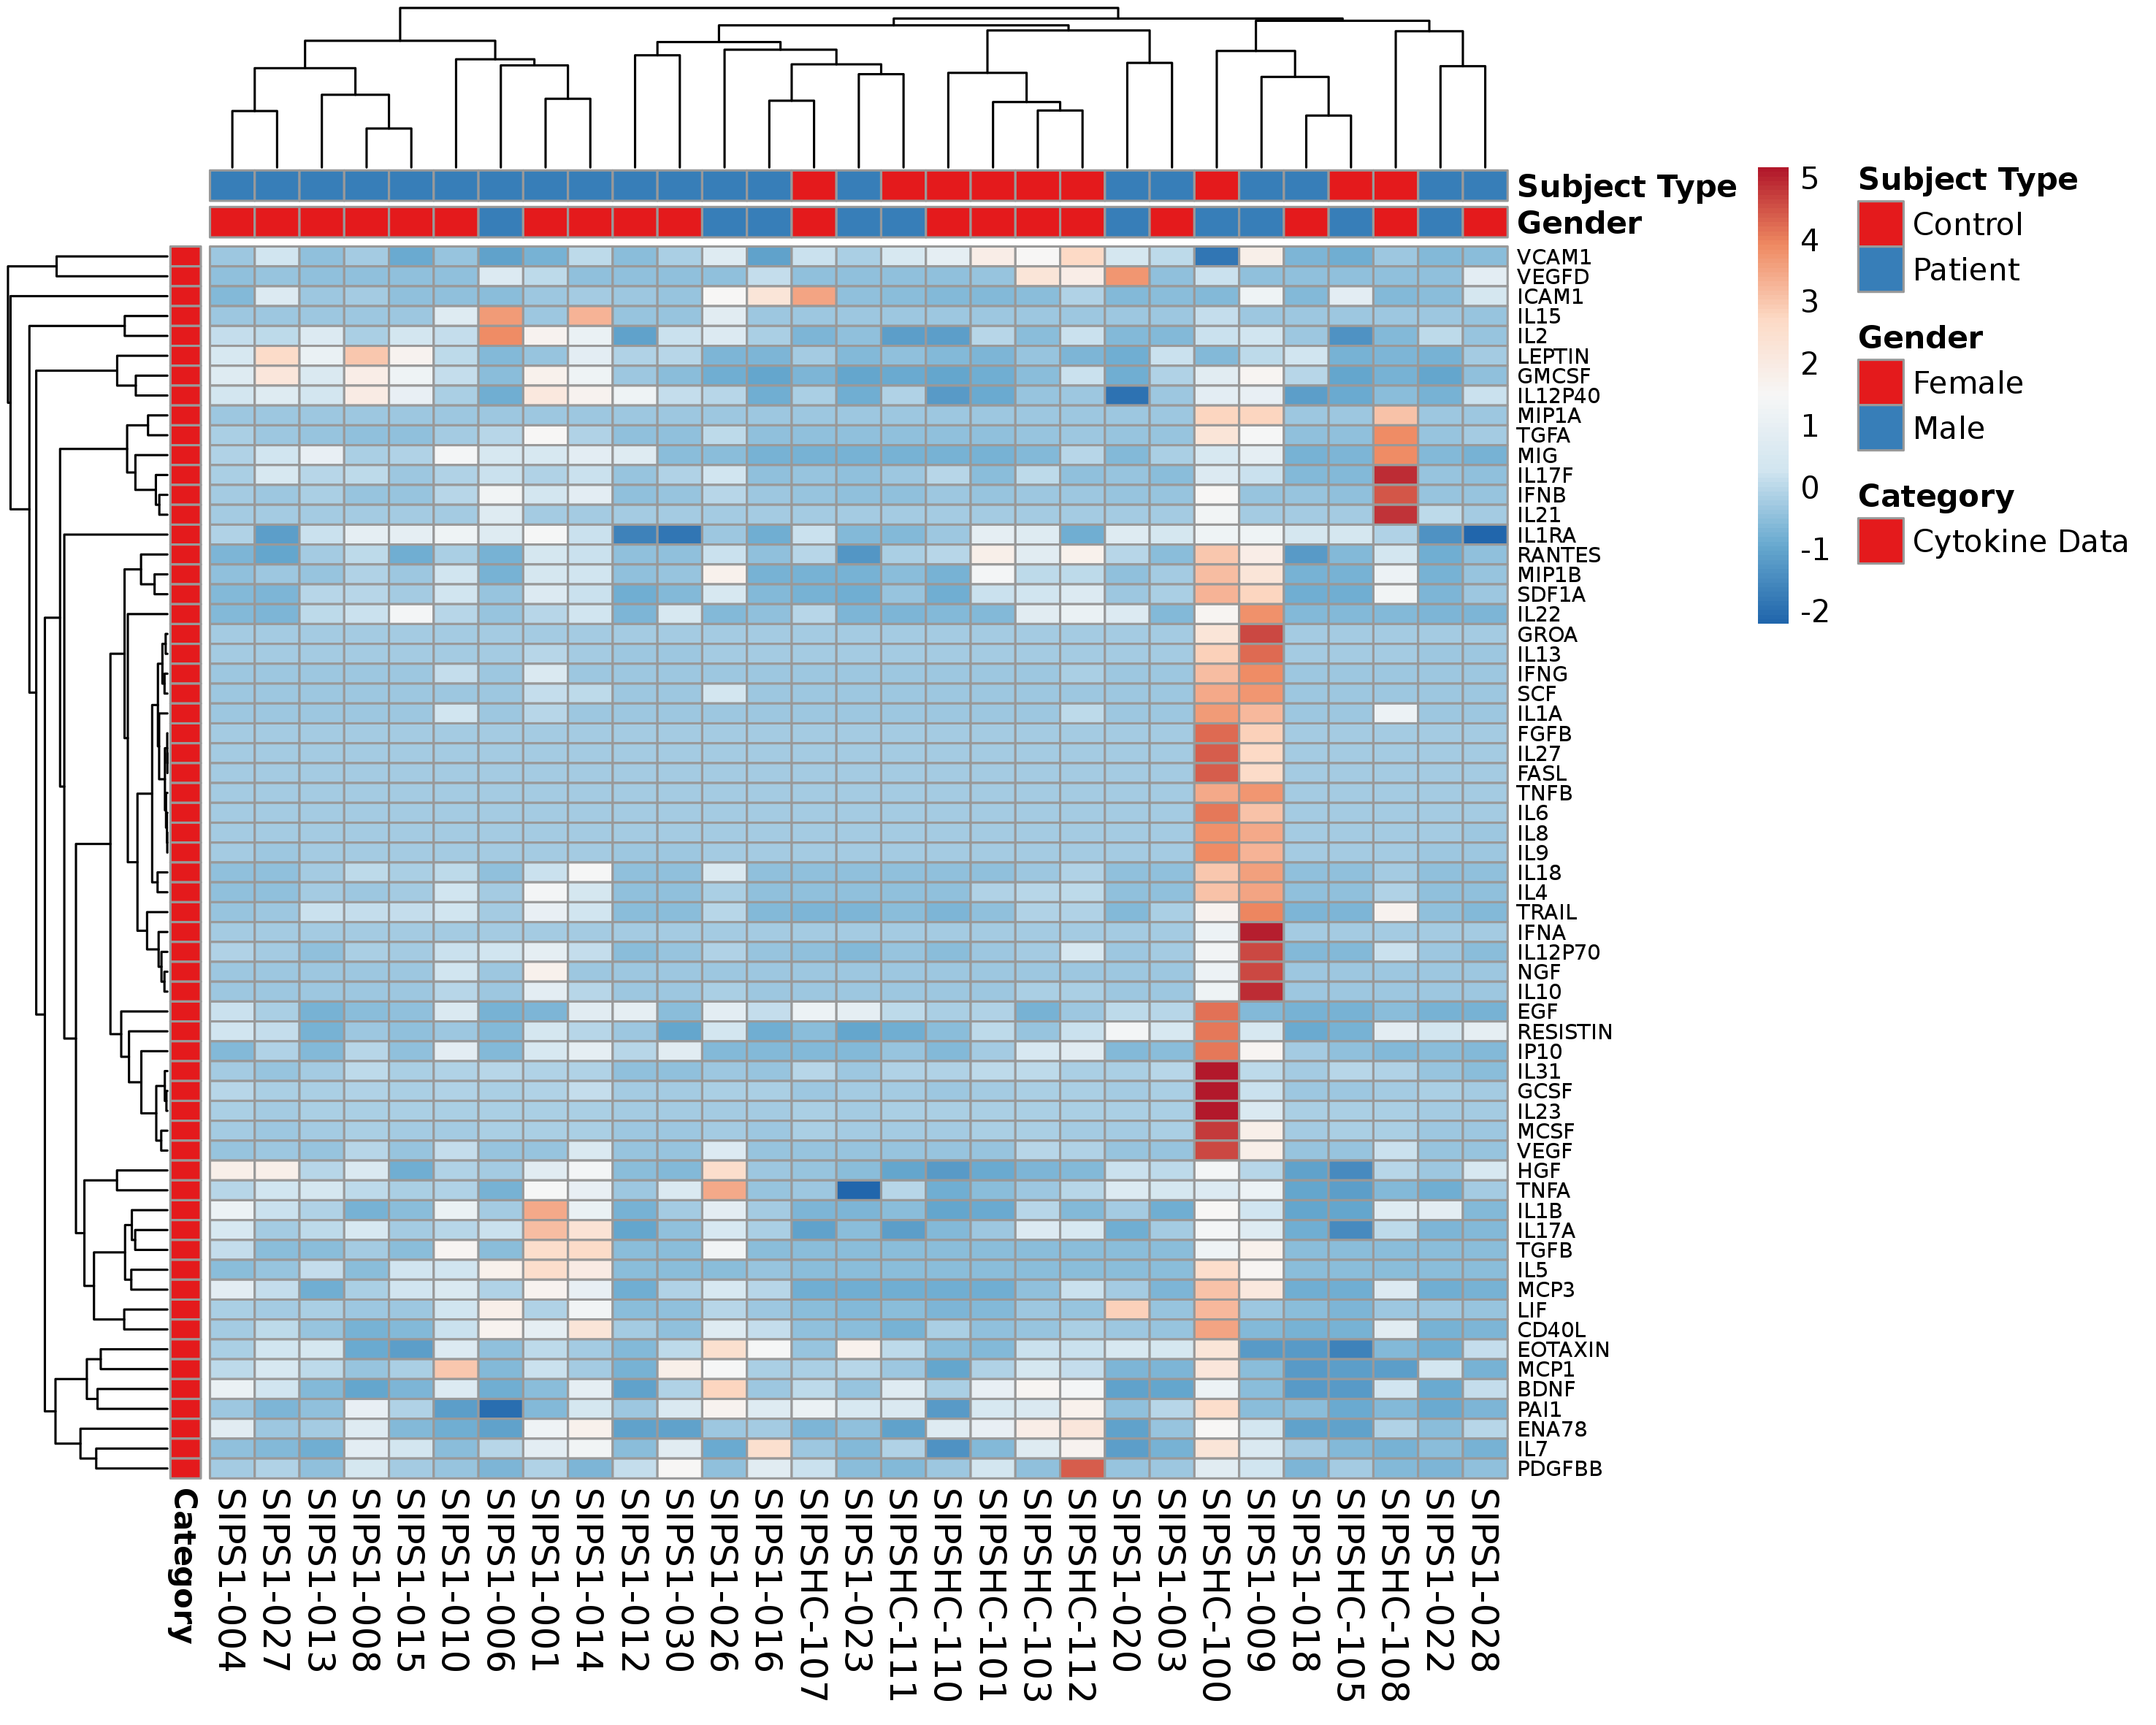 Subject Type
Gender
VCAM1
VEGFD
ICAM1
IL15
IL2
LEPTIN
GMCSF
IL12P40
MIP1A
TGFA
MIG
IL17F
IFNB
IL21
IL1RA
RANTES
MIP1B
SDF1A
IL22
GROA
IL13
IFNG
SCF
IL1A
FGFB
IL27
FASL
TNFB
IL6
IL8
IL9
IL18
IL4
TRAIL
IFNA
IL12P70
NGF
IL10
EGF
RESISTIN
IP10
IL31
GCSF
IL23
MCSF
VEGF
HGF
TNFA
IL1B
IL17A
TGFB
IL5
MCP3
LIF
CD40L
EOTAXIN
MCP1
BDNF
PAI1
ENA78
IL7
PDGFBB
Category
SIPS1-004
SIPS1-027
SIPS1-013
SIPS1-008
SIPS1-015
SIPS1-010
SIPS1-006
SIPS1-001
SIPS1-014
SIPS1-012
SIPS1-030
SIPS1-026
SIPS1-016
SIPSHC-107
SIPS1-023
SIPSHC-111
SIPSHC-110
SIPSHC-101
SIPSHC-103
SIPSHC-112
SIPS1-020
SIPS1-003
SIPSHC-100
SIPS1-009
SIPS1-018
SIPSHC-105
SIPSHC-108
SIPS1-022
SIPS1-028
5
4
3
2
1
0
-1
-2
Subject Type
Control
Patient
Gender
Female
Male
Category
Cytokine Data